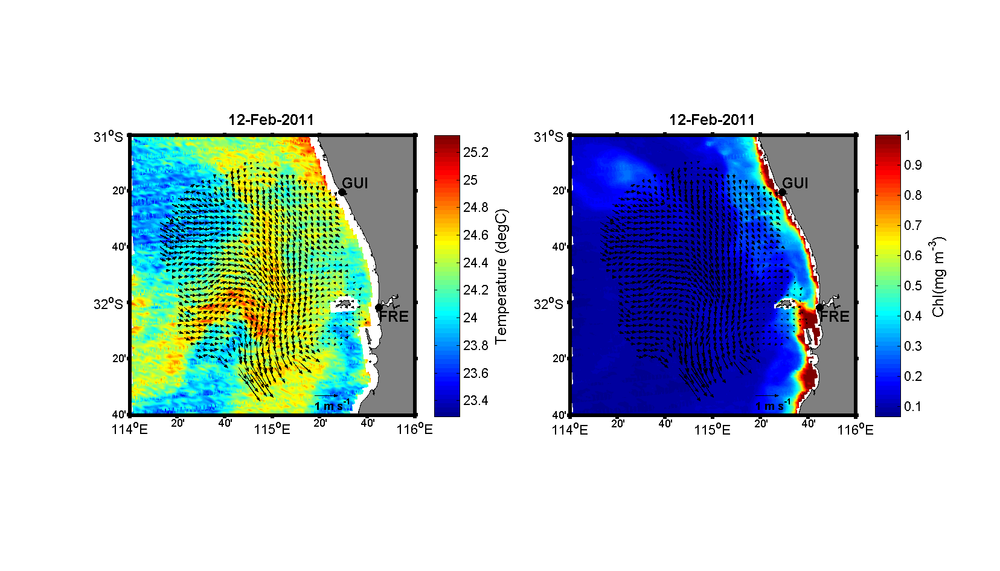 12-Feb-2011
31°S
20'
40'
32°S
20'
40'
114°E
20'
40'
115°E
20'
40'
116°E
GUI
FRE
1 m s-1
25.2
25
24.8
24.6
24.4
24.2
24
23.8
23.6
23.4
Temperature (degC)
12-Feb-2011
31°S
20'
40'
32°S
20'
40'
114°E
20'
40'
115°E
20'
40'
116°E
GUI
FRE
1 m s-1
1
0.9
0.8
0.7
0.6
0.5
0.4
0.3
0.2
0.1
Chl(mg m-3)